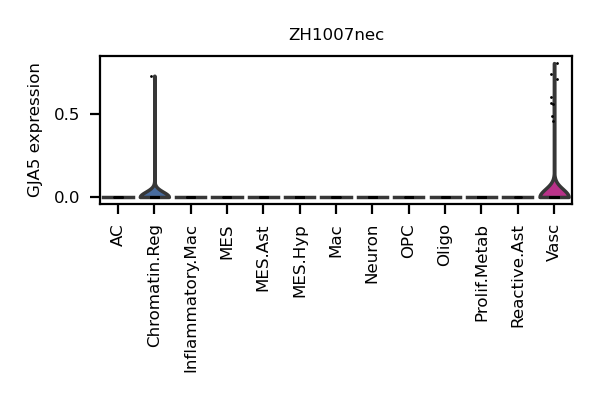 ZH1007nec
GJA5 expression
0.5
0.0
AC
Chromatin.Reg
Inflammatory.Mac
MES
MES.Ast
MES.Hyp
Mac
Neuron
OPC
Oligo
Prolif.Metab
Reactive.Ast
Vasc